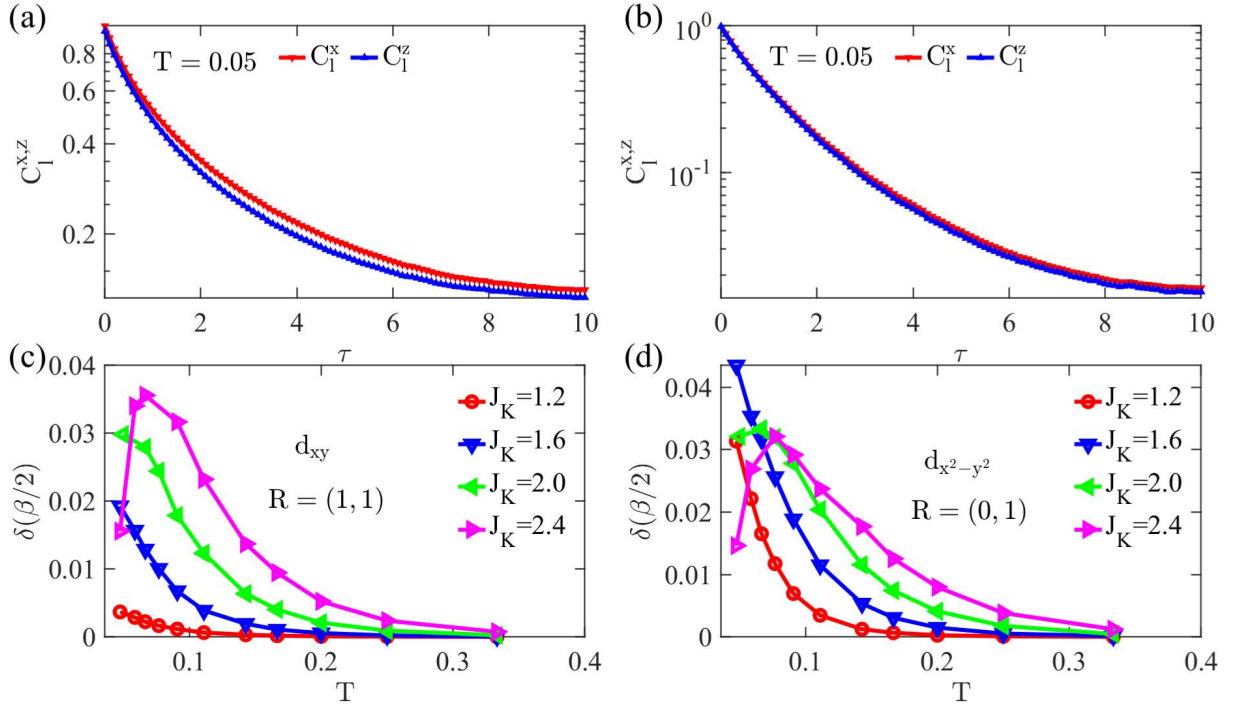 (a)
T = 0.05 C_l^x C_l^z
C_l^{x,z}
0.8
0.6
0.4
0.2
0 2 4 6 8 10
τ
(b)
T = 0.05 C_l^x C_l^z
C_l^{x,z}
10^0
10^{-1}
0 2 4 6 8 10
τ
(c)
δ(β/2)
0.04
0.03
0.02
0.01
0
d_{xy}
R = (1, 1)
J_K=1.2
J_K=1.6
J_K=2.0
J_K=2.4
0.1 0.2 0.3 0.4
T
(d)
δ(β/2)
0.04
0.03
0.02
0.01
0
d_{x^2-y^2}
R = (0, 1)
J_K=1.2
J_K=1.6
J_K=2.0
J_K=2.4
0.1 0.2 0.3 0.4
T